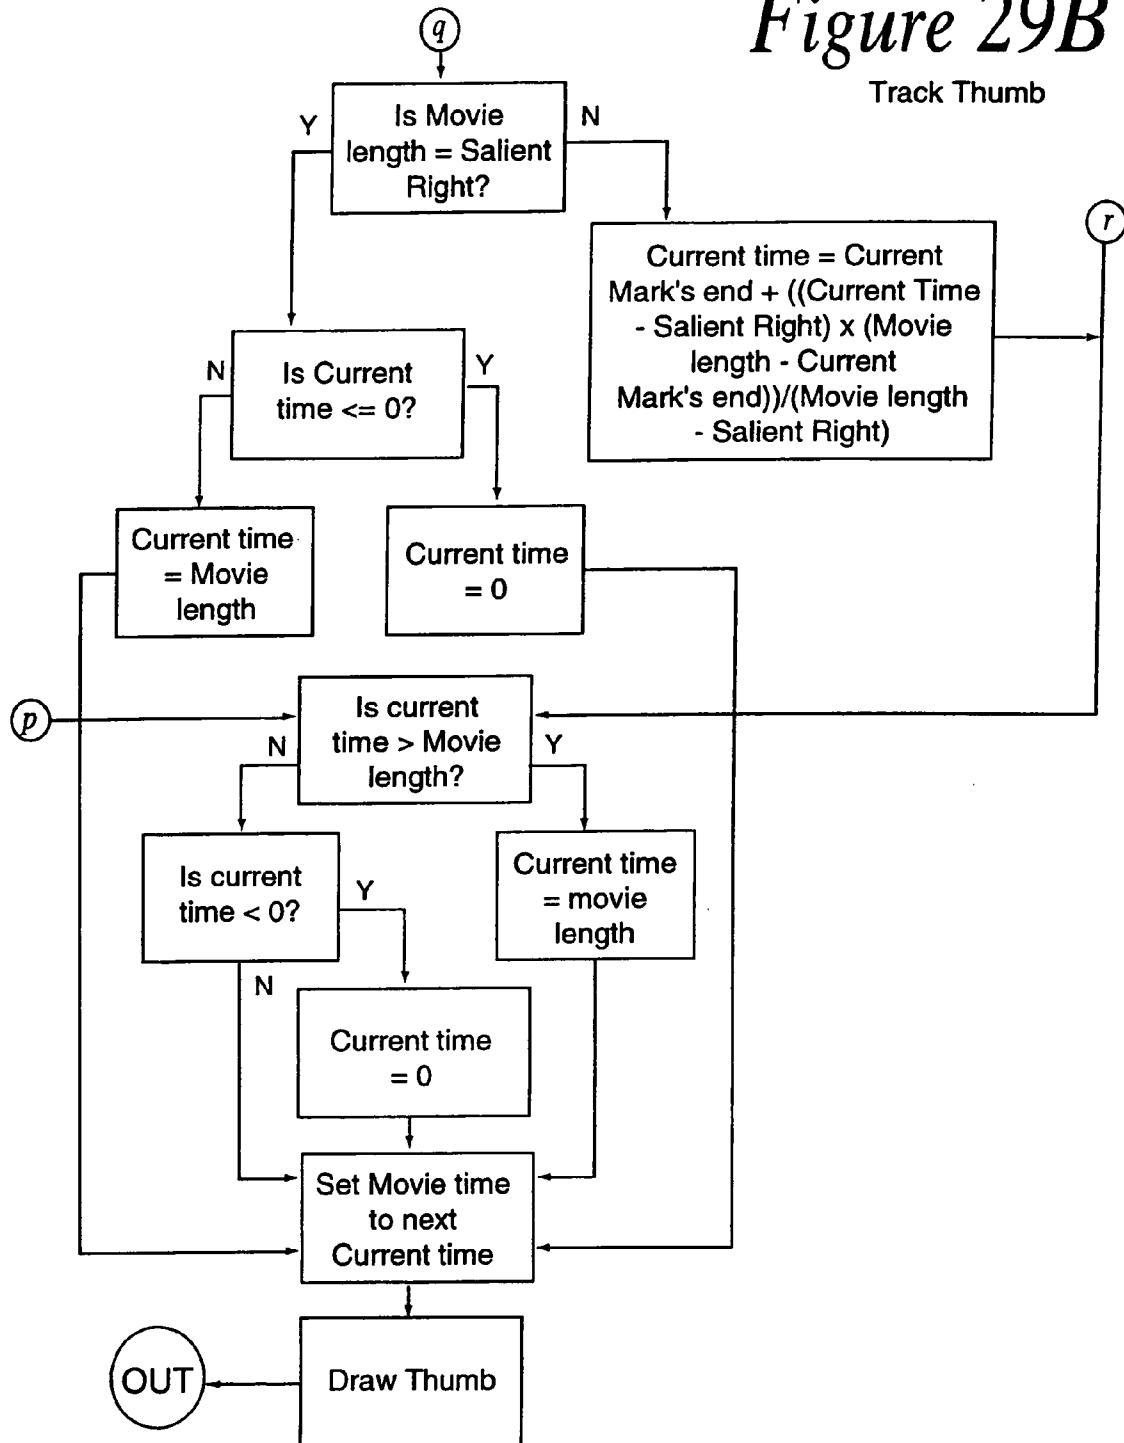 Figure 29B
Track Thumb
q
Is Movie
length = Salient
Right?
Y
N
r
Current time = Current
Mark's end + ((Current Time
- Salient Right) x (Movie
length - Current
Mark's end))/(Movie length
- Salient Right)
Is Current
time <= 0?
N
Y
Current time
= Movie
length
Current time
= 0
p
Is current
time > Movie
length?
N
Y
Is current
time < 0?
Y
N
Current time
= movie
length
Current time
= 0
Set Movie time
to next
Current time
Draw Thumb
OUT